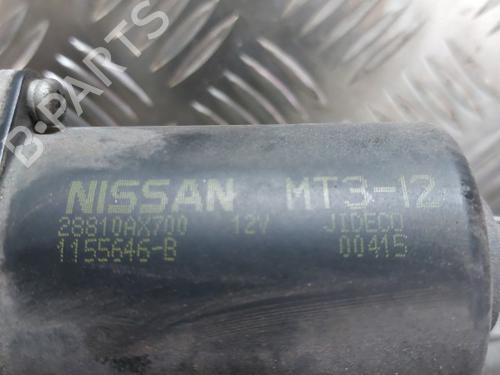 B-PARTS
NISSAN MT3-12
28810AX700 12V JIDECO
1155646-B 00415